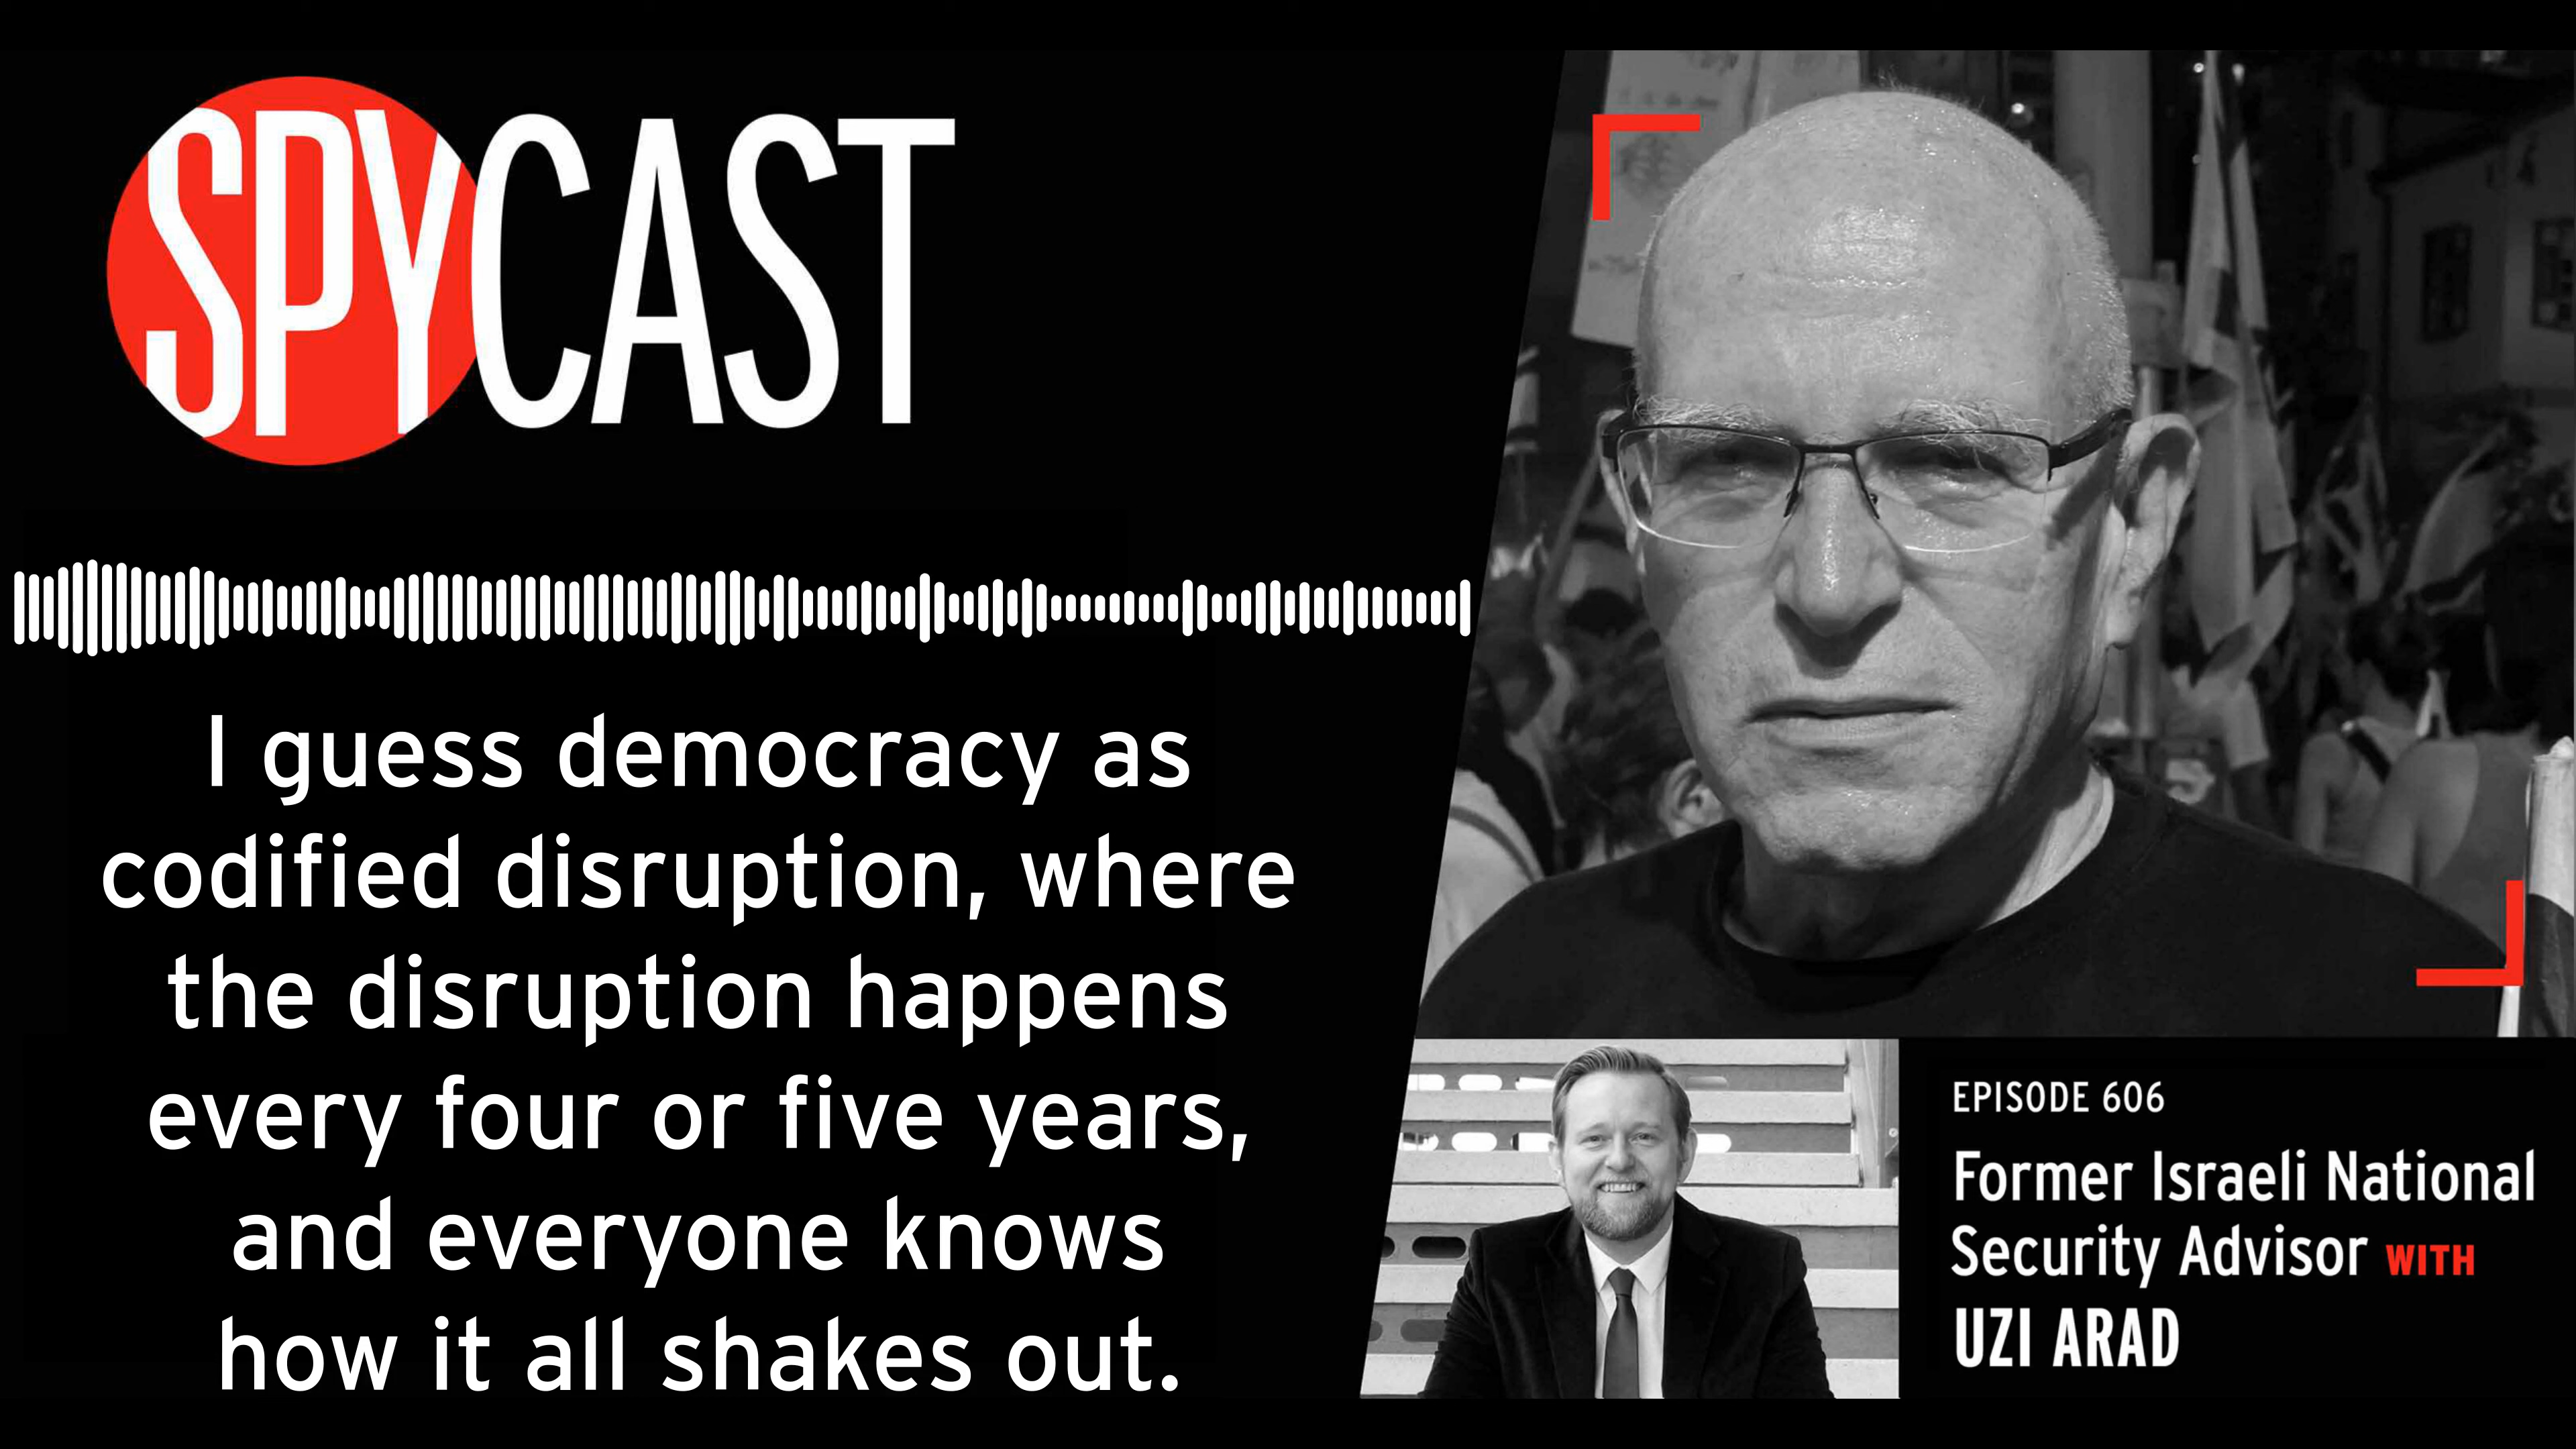 SPYCAST
I guess democracy as
codified disruption, where
the disruption happens
every four or five years,
and everyone knows
how it all shakes out.
EPISODE 606
Former Israeli National
Security Advisor WITH
UZI ARAD